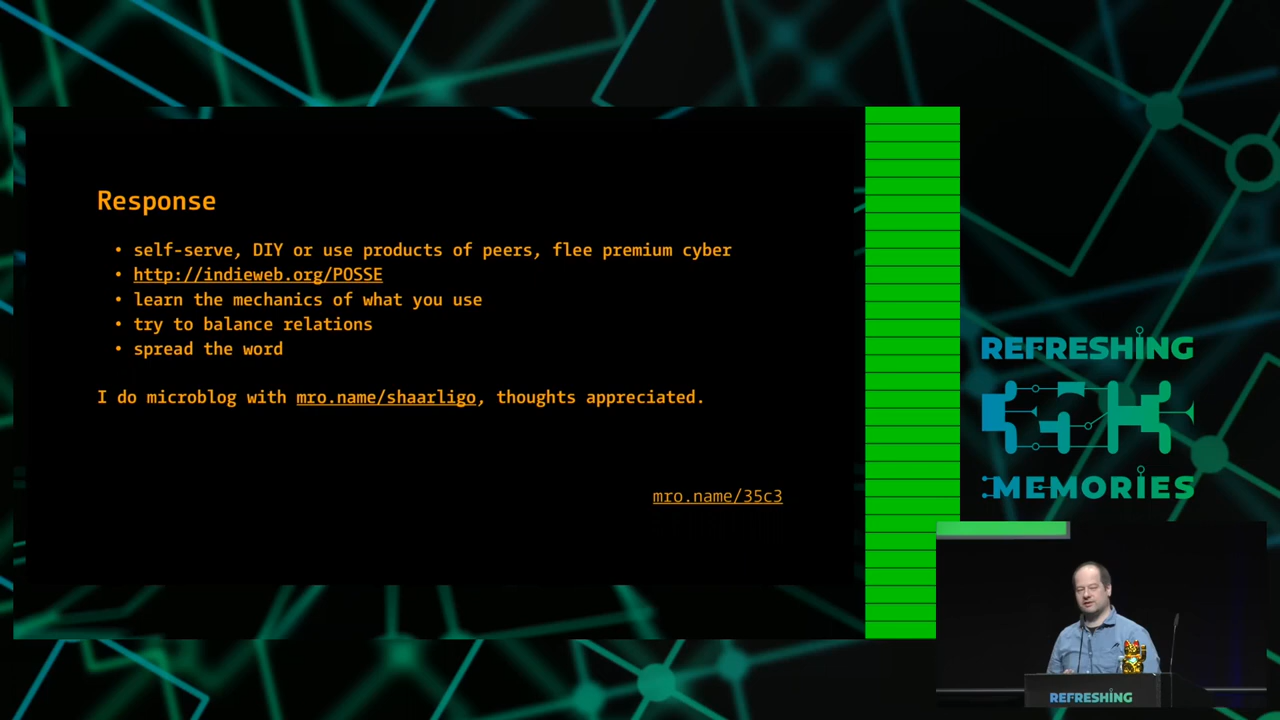 Response
• self-serve, DIY or use products of peers, flee premium cyber
• http://indieweb.org/POSSE
• learn the mechanics of what you use
• try to balance relations
• spread the word
I do microblog with mro.name/shaarligo, thoughts appreciated.
mro.name/35c3
REFRESHING
35C3
MEMORIES
REFRESHING